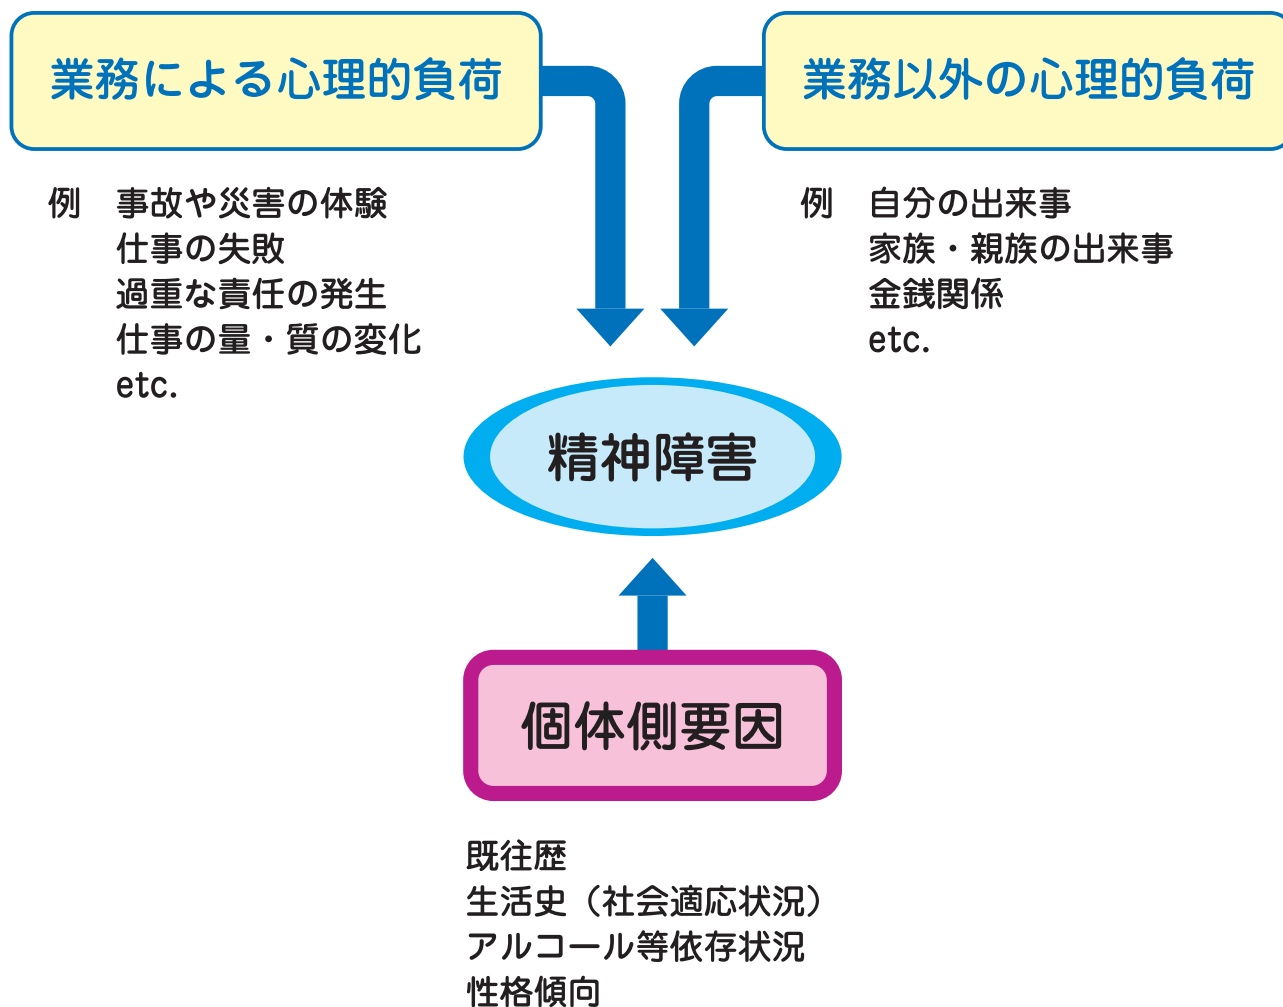 業務による心理的負荷
例 事故や災害の体験
仕事の失敗
過重な責任の発生
仕事の量・質の変化
etc.
業務以外の心理的負荷
例 自分の出来事
家族・親族の出来事
金銭関係
etc.
精神障害
個体側要因
既往歴
生活史（社会適応状況）
アルコール等依存状況
性格傾向